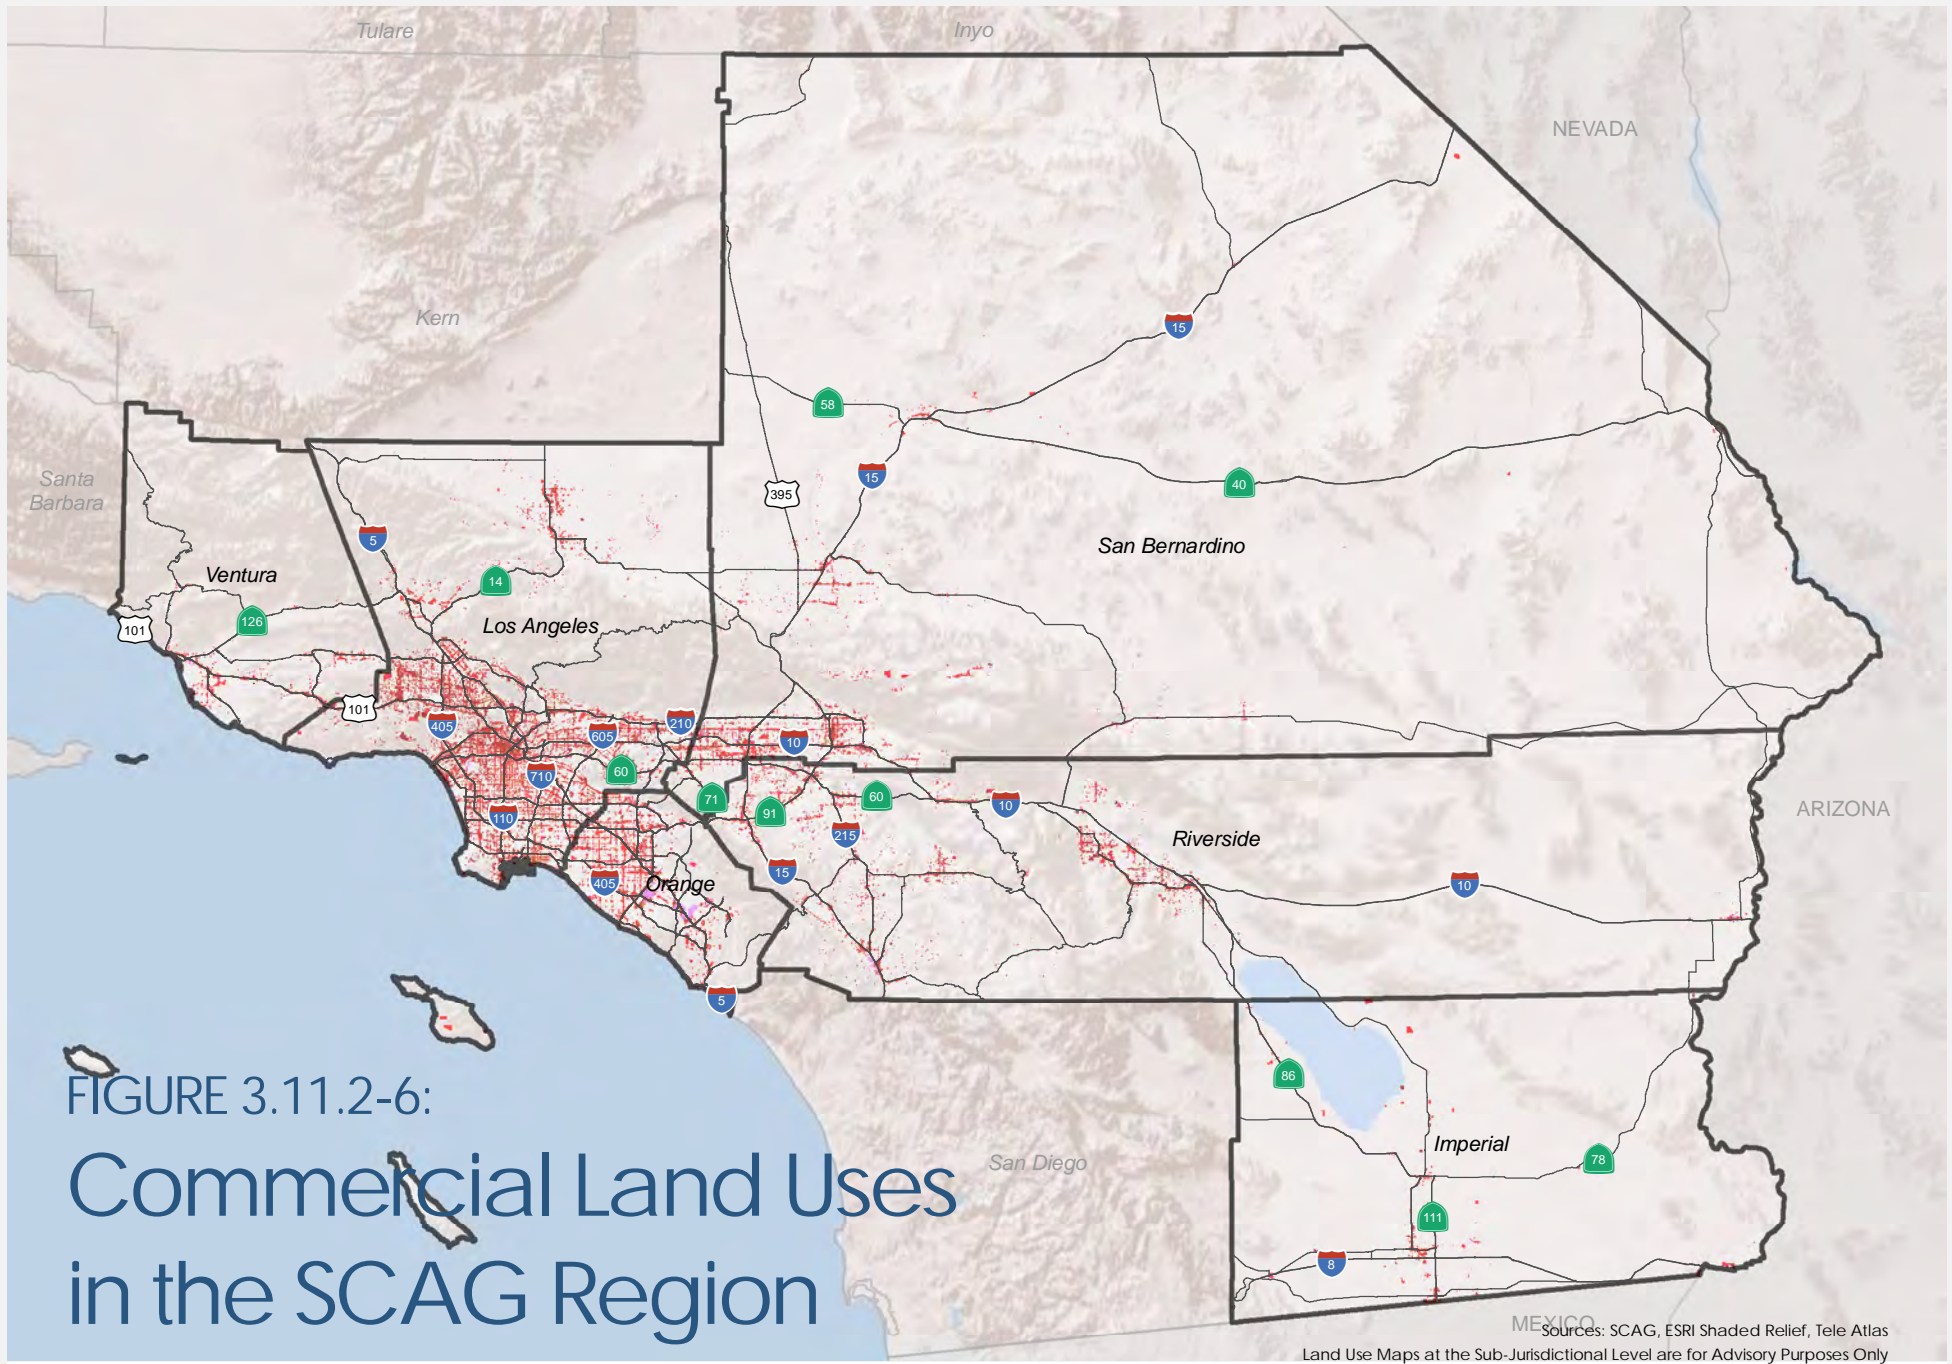 Tulare
Inyo
NEVADA
Kern
15
58
Santa
Barbara
15
395
40
5
San Bernardino
Ventura
14
126
Los Angeles
101
101
405
210
605
10
710
60
71
60
10
91
110
215
Riverside
ARIZONA
15
405
Orange
10
5
86
FIGURE 3.11.2-6:
Commercial Land Uses
in the SCAG Region
Imperial
San Diego
78
111
8
MEXICO
Sources: SCAG, ESRI Shaded Relief, Tele Atlas
Land Use Maps at the Sub-Jurisdictional Level are for Advisory Purposes Only